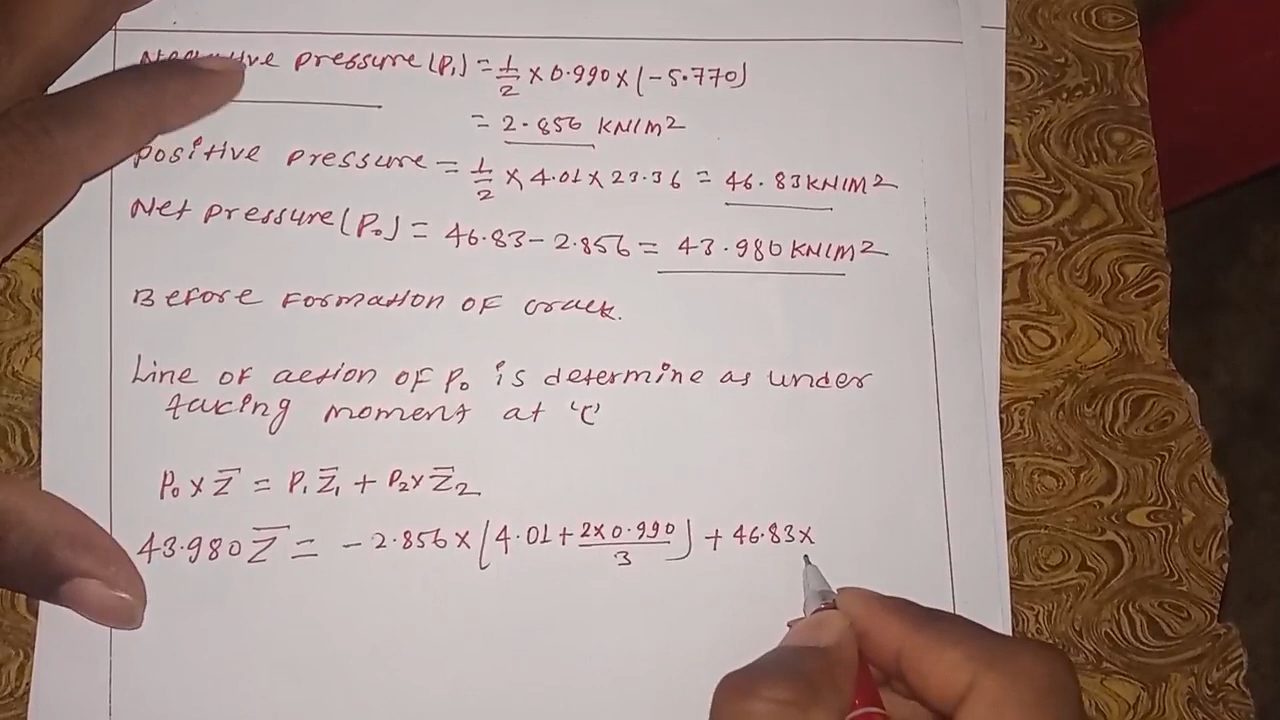 Negative pressure (P₁) = 1/2 × 0.990 × (-5.770)
= 2.856 KN/M2
Positive pressure = 1/2 × 4.01 × 23.36 = 46.83 KN/M2
Net pressure (P₀) = 46.83 - 2.856 = 43.980 KN/M2
Before Formation OF crack.
Line OF action OF P₀ is determine as under
taking moment at 'C'
P₀ × Z̅ = P₁ Z̅₁ + P₂ × Z̅₂
43.980 Z̅ = - 2.856 × (4.01 + 2×0.990/3) + 46.83 ×